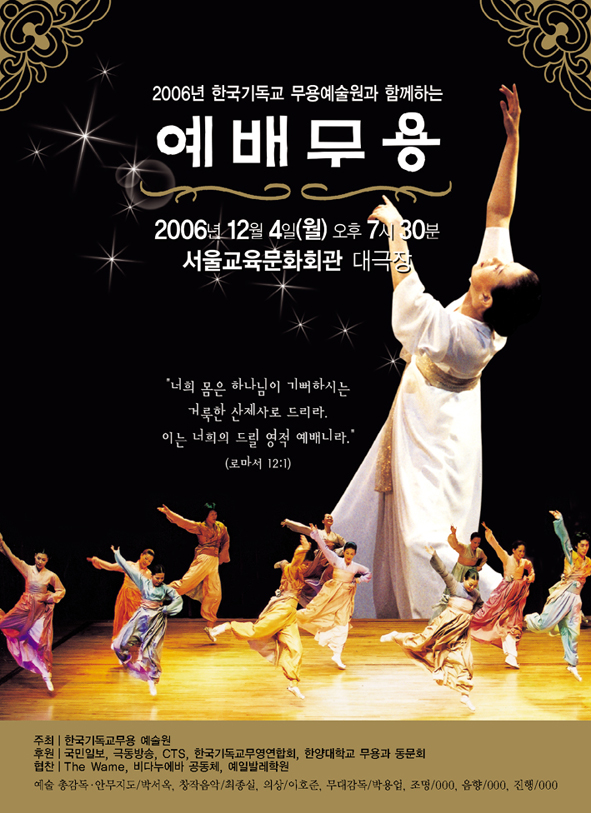 2006년 한국기독교 무용예술원과 함께하는
예배무용
2006년 12월 4일(월) 오후 7시 30분
서울교육문화회관 대극장
"너희 몸은 하나님이 기뻐하시는
거룩한 산제사로 드리라.
이는 너희의 드릴 영적 예배니라."
(로마서 12:1)
주최 | 한국기독교무용 예술원
후원 | 국민일보, 극동방송, CTS, 한국기독교무영연합회, 한양대학교 무용과 동문회
협찬 | The Wame, 비다누에바 공동체, 예일발레학원
예술 총감독·안무지도/박서옥, 창작음악/최종실, 의상/이호준, 무대감독/박용업, 조명/000, 음향/000, 진행/000